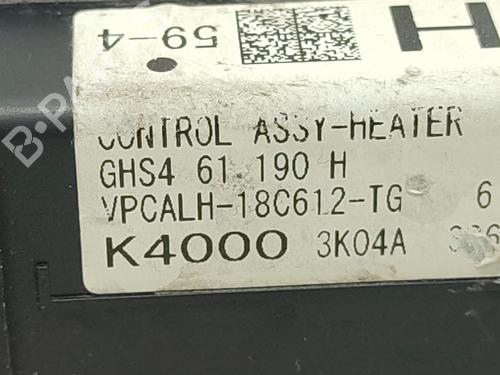 59-4
H
CONTROL ASSY-HEATER
GHS4 61 190 H
VPCALH-18C612-TG 6
K4000 3K04A